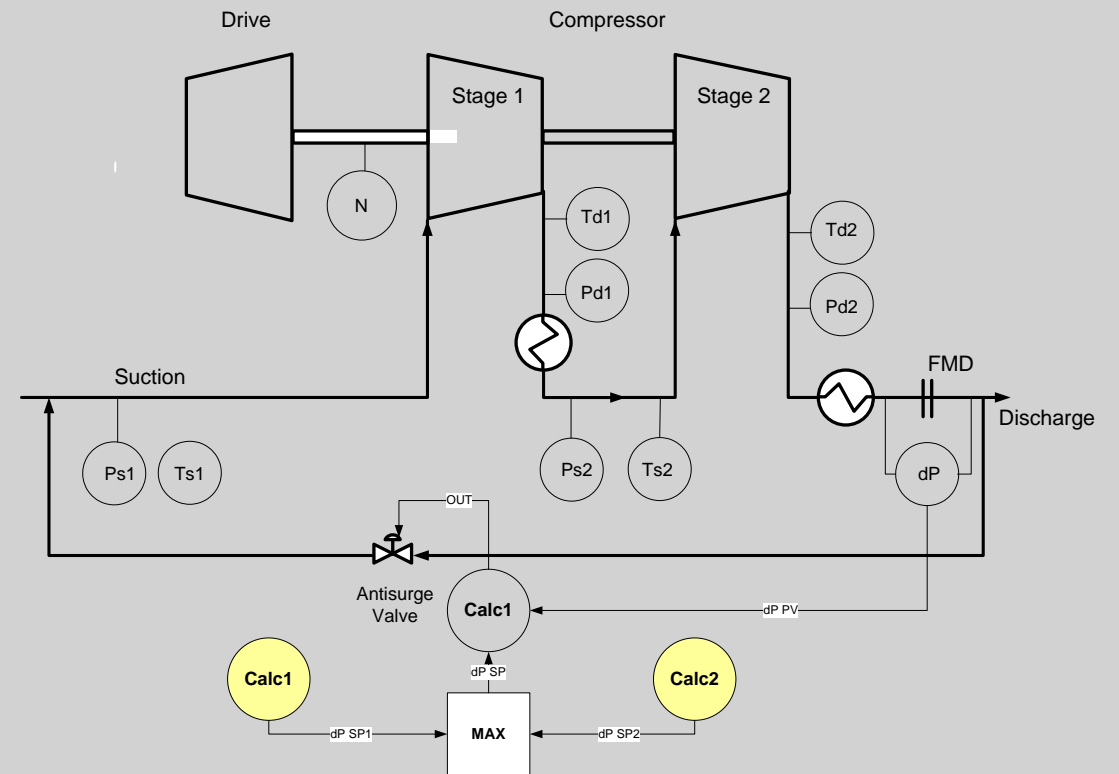 Drive
Compressor
Stage 1
Stage 2
N
Td1
Td2
Pd1
Pd2
FMD
Suction
Discharge
Ps1
Ts1
Ps2
Ts2
dP
OUT
Antisurge
Valve
Calc1
dP PV
Calc1
dP SP
Calc2
dP SP1
MAX
dP SP2